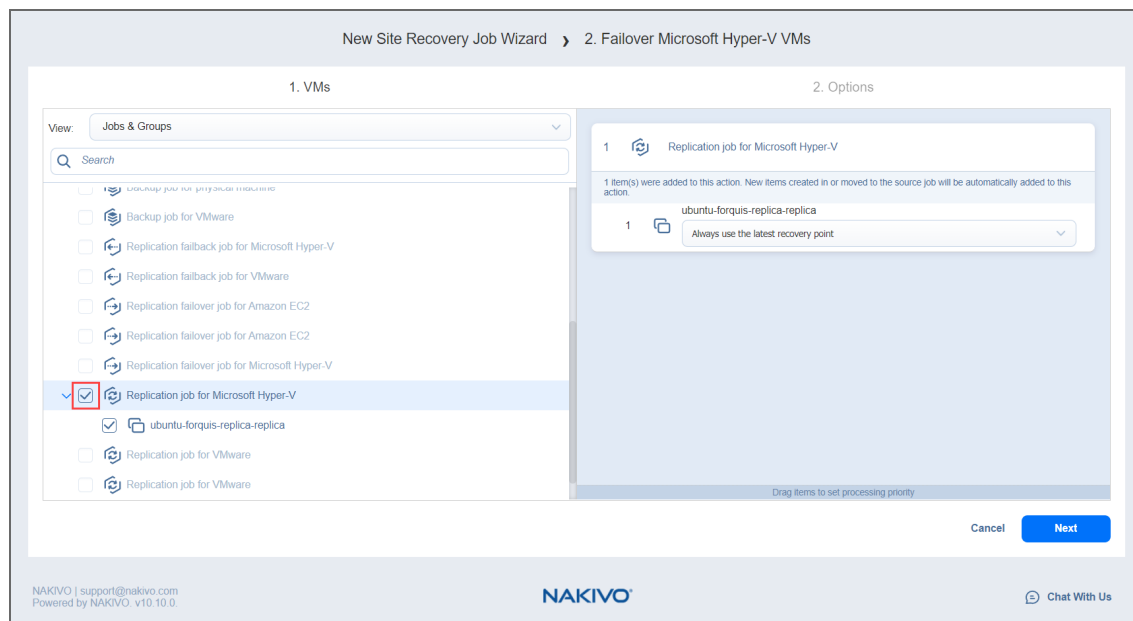 New Site Recovery Job Wizard › 2. Failover Microsoft Hyper-V VMs
1. VMs
2. Options
View: Jobs & Groups
Search
Backup job for physical machine
Backup job for VMware
Replication failback job for Microsoft Hyper-V
Replication failback job for VMware
Replication failover job for Amazon EC2
Replication failover job for Amazon EC2
Replication failover job for Microsoft Hyper-V
Replication job for Microsoft Hyper-V
ubuntu-forquis-replica-replica
Replication job for VMware
Replication job for VMware
1 Replication job for Microsoft Hyper-V
1 item(s) were added to this action. New items created in or moved to the source job will be automatically added to this
action.
ubuntu-forquis-replica-replica
1
Always use the latest recovery point
Drag items to set processing priority
Cancel
Next
NAKIVO | support@nakivo.com
Powered by NAKIVO. v10.10.0.
NAKIVO®
Chat With Us